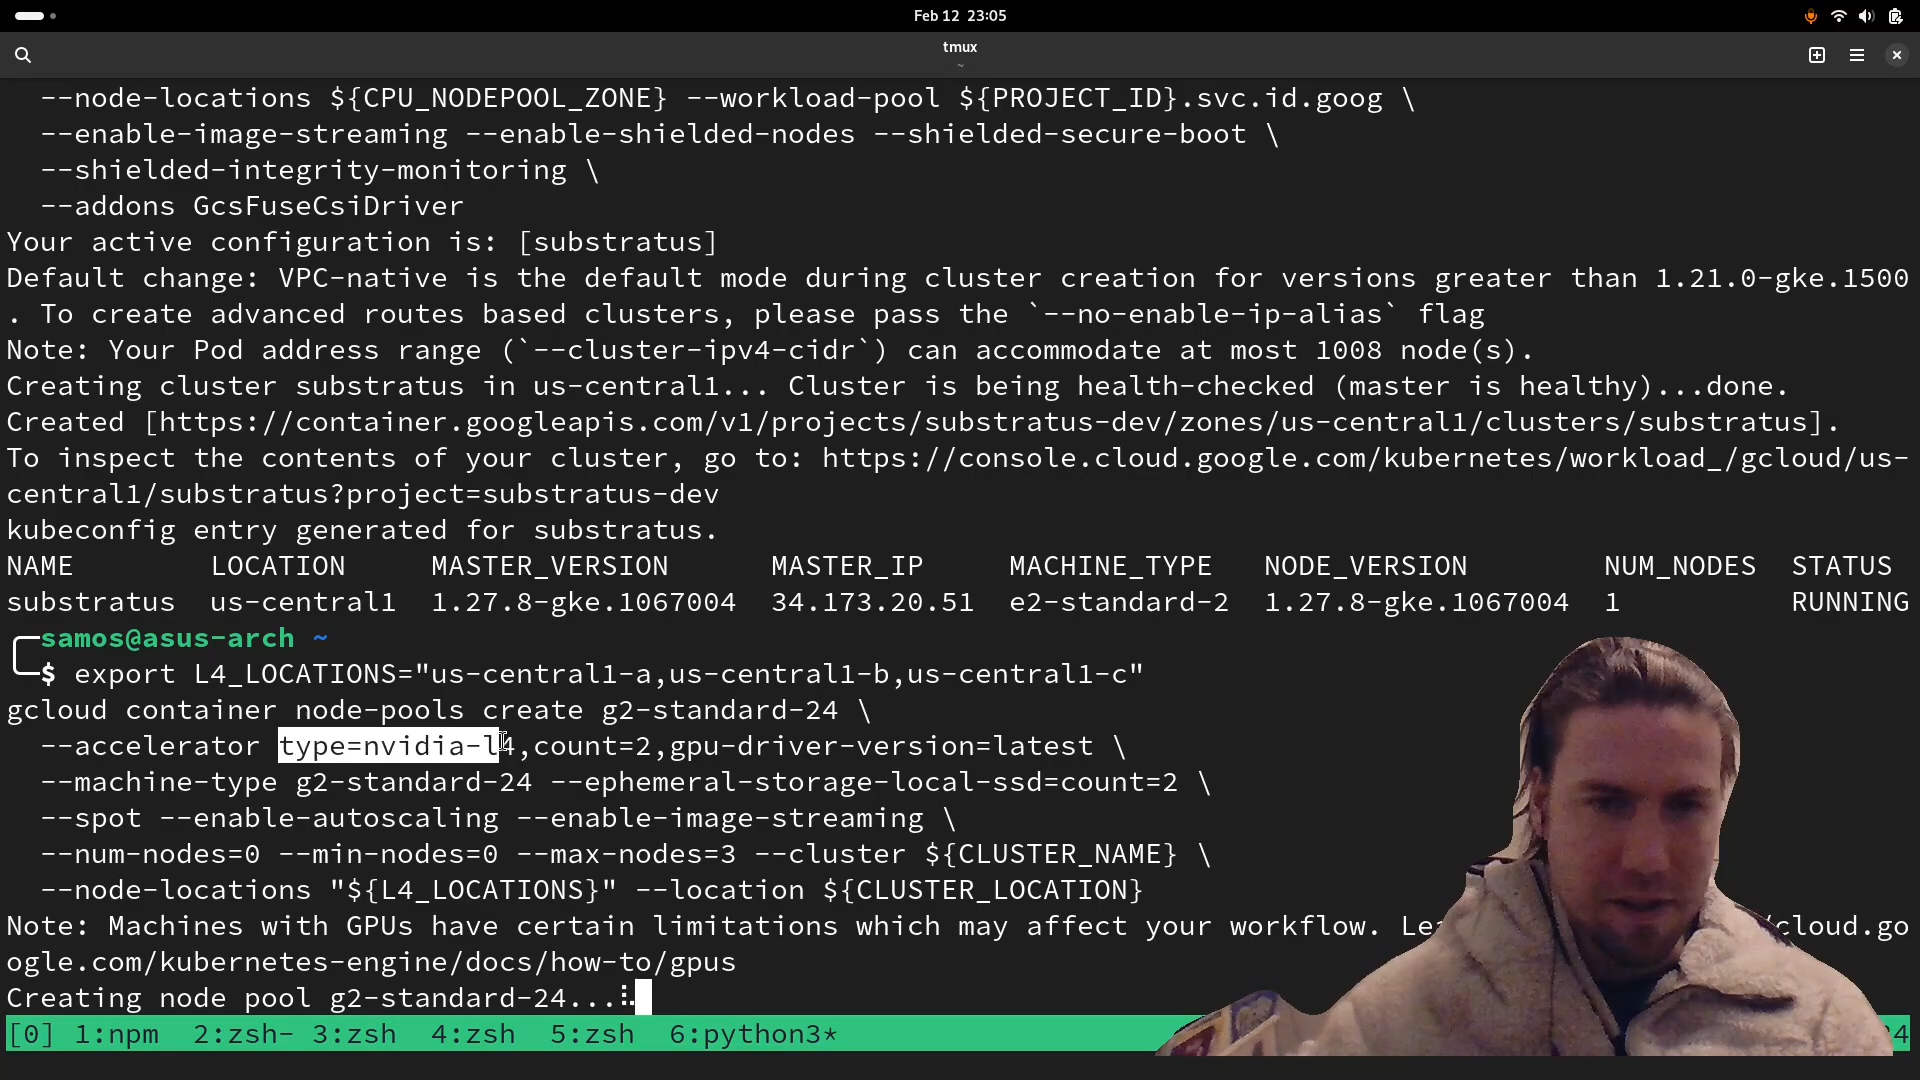 Feb 12 23:05
tmux
~
--node-locations ${CPU_NODEPOOL_ZONE} --workload-pool ${PROJECT_ID}.svc.id.goog \
--enable-image-streaming --enable-shielded-nodes --shielded-secure-boot \
--shielded-integrity-monitoring \
--addons GcsFuseCsiDriver
Your active configuration is: [substratus]
Default change: VPC-native is the default mode during cluster creation for versions greater than 1.21.0-gke.1500
. To create advanced routes based clusters, please pass the `--no-enable-ip-alias` flag
Note: Your Pod address range (`--cluster-ipv4-cidr`) can accommodate at most 1008 node(s).
Creating cluster substratus in us-central1... Cluster is being health-checked (master is healthy)...done.
Created [https://container.googleapis.com/v1/projects/substratus-dev/zones/us-central1/clusters/substratus].
To inspect the contents of your cluster, go to: https://console.cloud.google.com/kubernetes/workload_/gcloud/us-
central1/substratus?project=substratus-dev
kubeconfig entry generated for substratus.
NAME LOCATION MASTER_VERSION MASTER_IP MACHINE_TYPE NODE_VERSION NUM_NODES STATUS
substratus us-central1 1.27.8-gke.1067004 34.173.20.51 e2-standard-2 1.27.8-gke.1067004 1 RUNNING
samos@asus-arch ~
$ export L4_LOCATIONS="us-central1-a,us-central1-b,us-central1-c"
gcloud container node-pools create g2-standard-24 \
--accelerator type=nvidia-l4,count=2,gpu-driver-version=latest \
--machine-type g2-standard-24 --ephemeral-storage-local-ssd=count=2 \
--spot --enable-autoscaling --enable-image-streaming \
--num-nodes=0 --min-nodes=0 --max-nodes=3 --cluster ${CLUSTER_NAME} \
--node-locations "${L4_LOCATIONS}" --location ${CLUSTER_LOCATION}
Note: Machines with GPUs have certain limitations which may affect your workflow. /cloud.go
ogle.com/kubernetes-engine/docs/how-to/gpus
Creating node pool g2-standard-24...
[0] 1:npm 2:zsh- 3:zsh 4:zsh 5:zsh 6:python3*